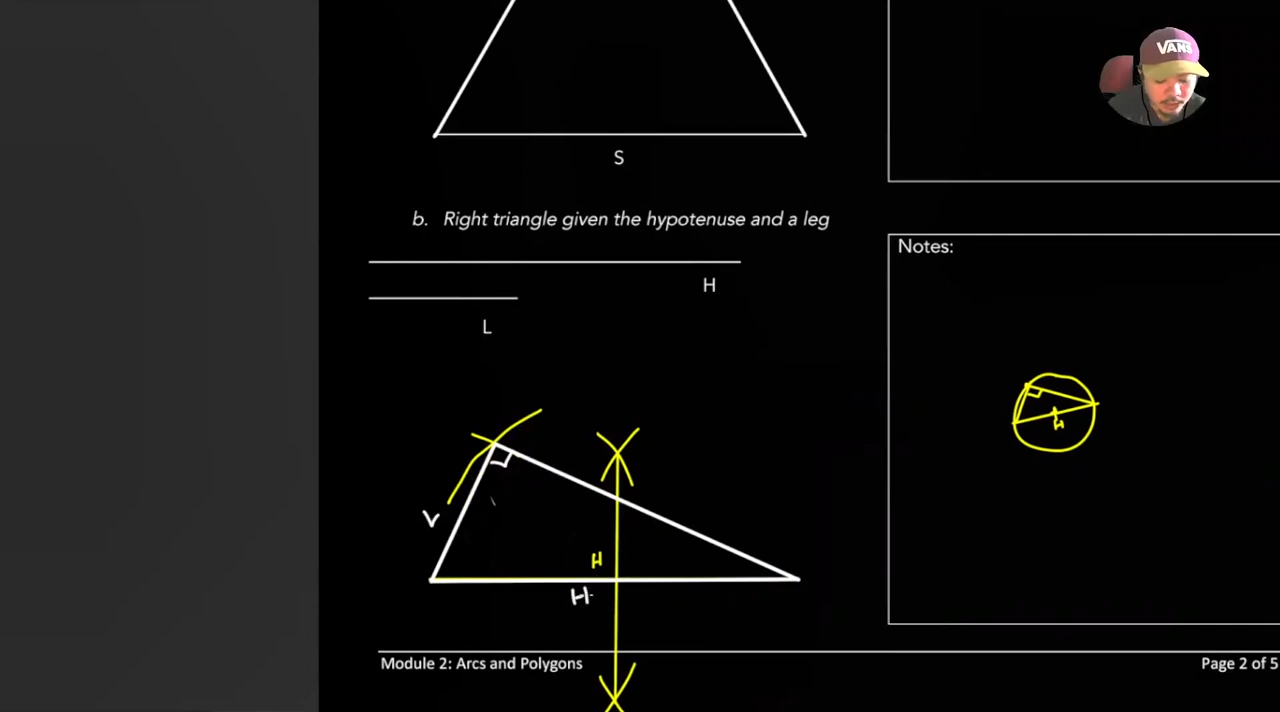 VANS
S
b. Right triangle given the hypotenuse and a leg
H
L
Notes:
H
L
H
H
Module 2: Arcs and Polygons
Page 2 of 5